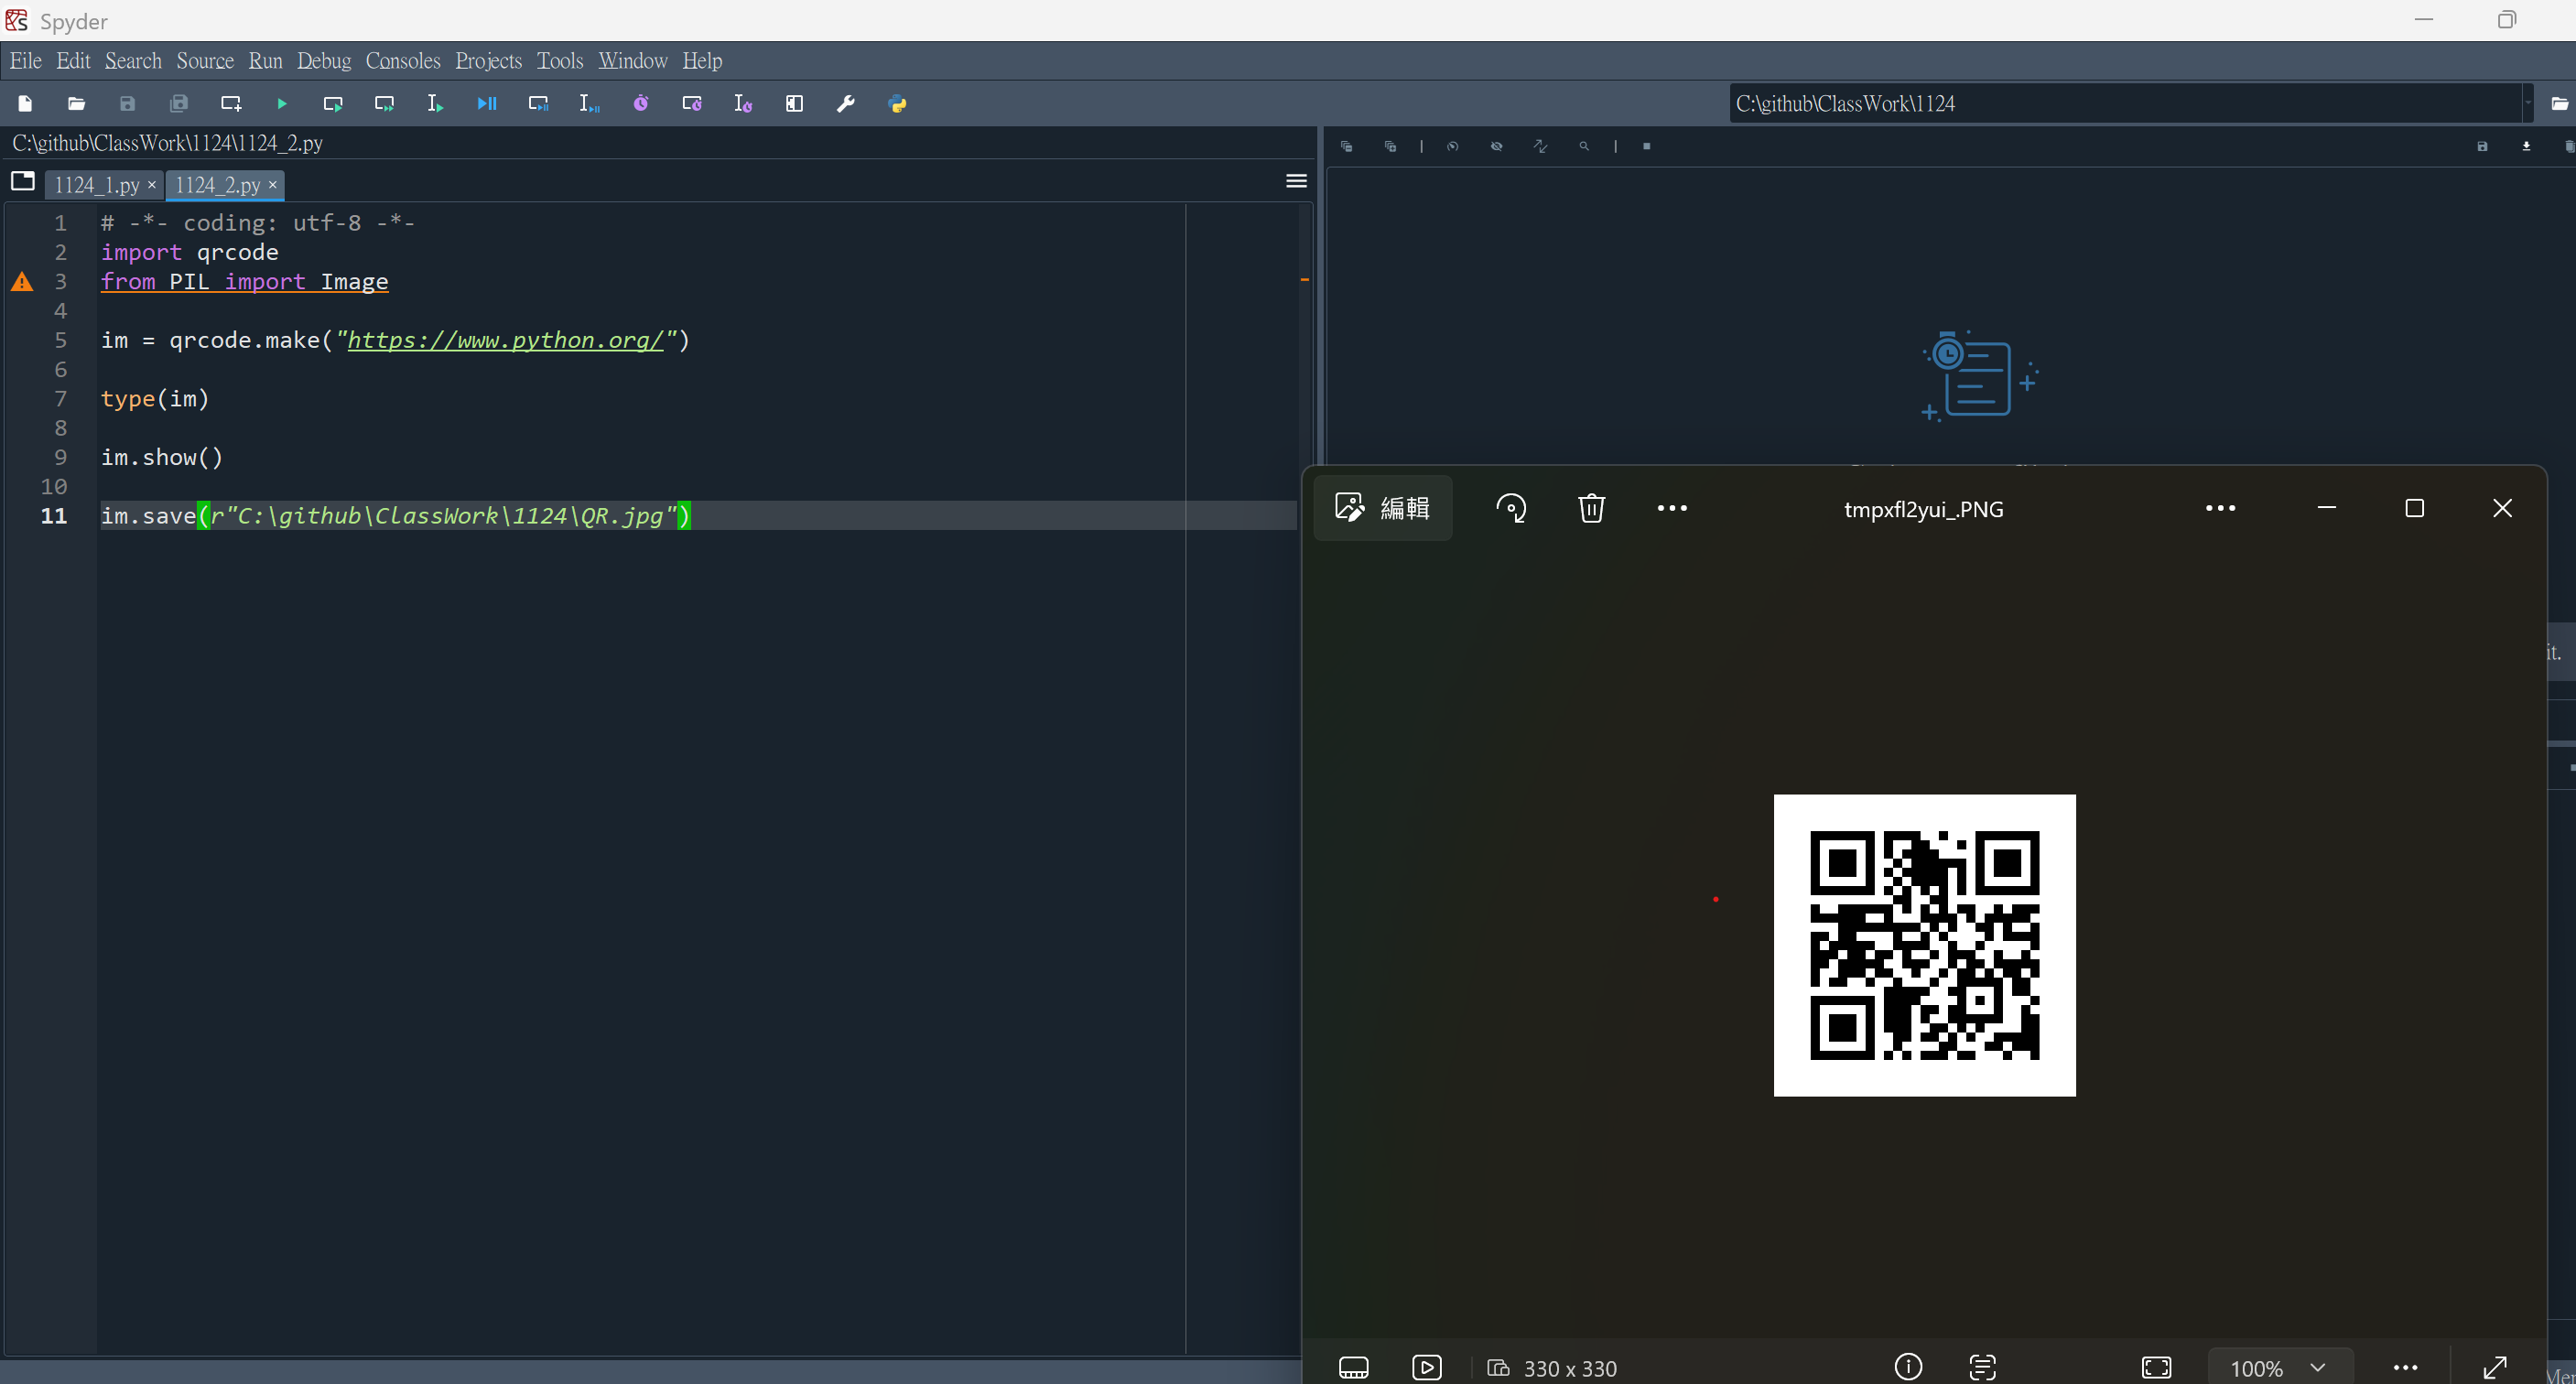 Spyder
File Edit Search Source Run Debug Consoles Projects Tools Window Help
C:\github\ClassWork\1124
C:\github\ClassWork\1124\1124_2.py
1124_1.py
1124_2.py
1 # -*- coding: utf-8 -*-
2 import qrcode
3 from PIL import Image
4
5 im = qrcode.make("https://www.python.org/")
6
7 type(im)
8
9 im.show()
10
11 im.save(r"C:\github\ClassWork\1124\QR.jpg")
編輯
tmpxfl2yui_.PNG
it.
330 x 330
100%